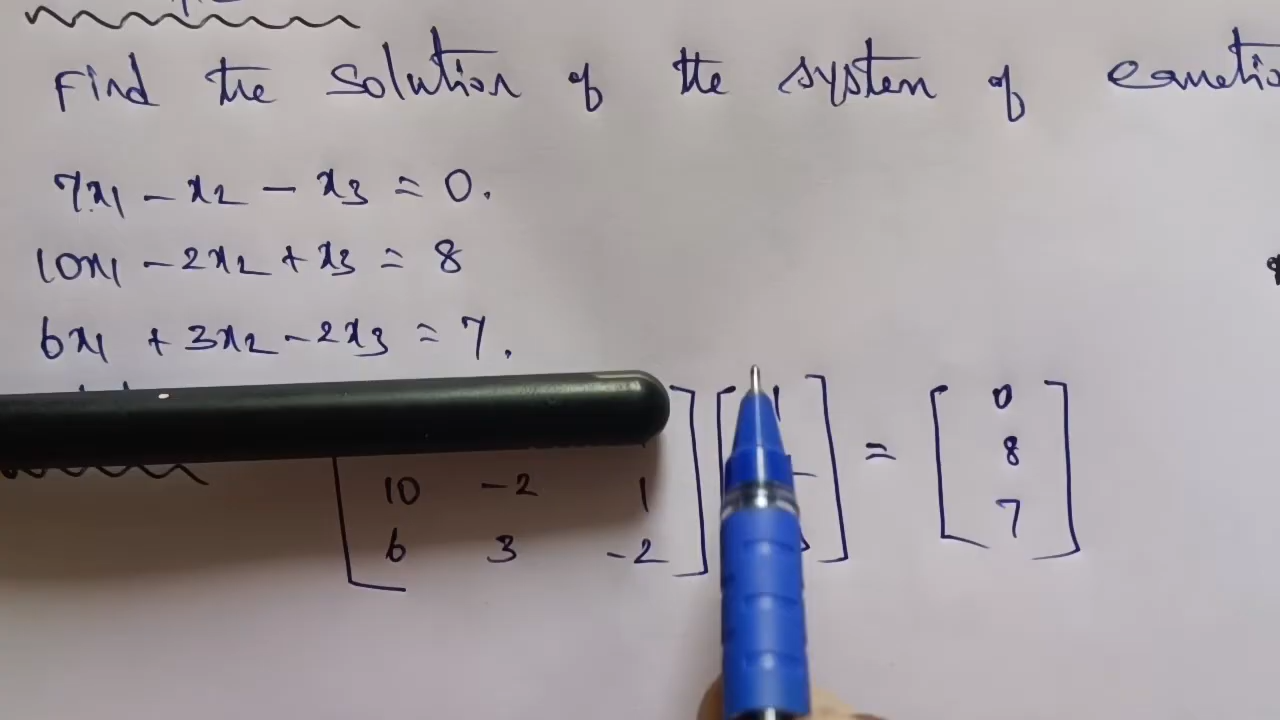 Find the solution of the system of
7x1 - x2 - x3 = 0.
10x1 - 2x2 + x3 = 8
6x1 + 3x2 - 2x3 = 7.
= 0
10 -2 1 8
6 3 -2 7